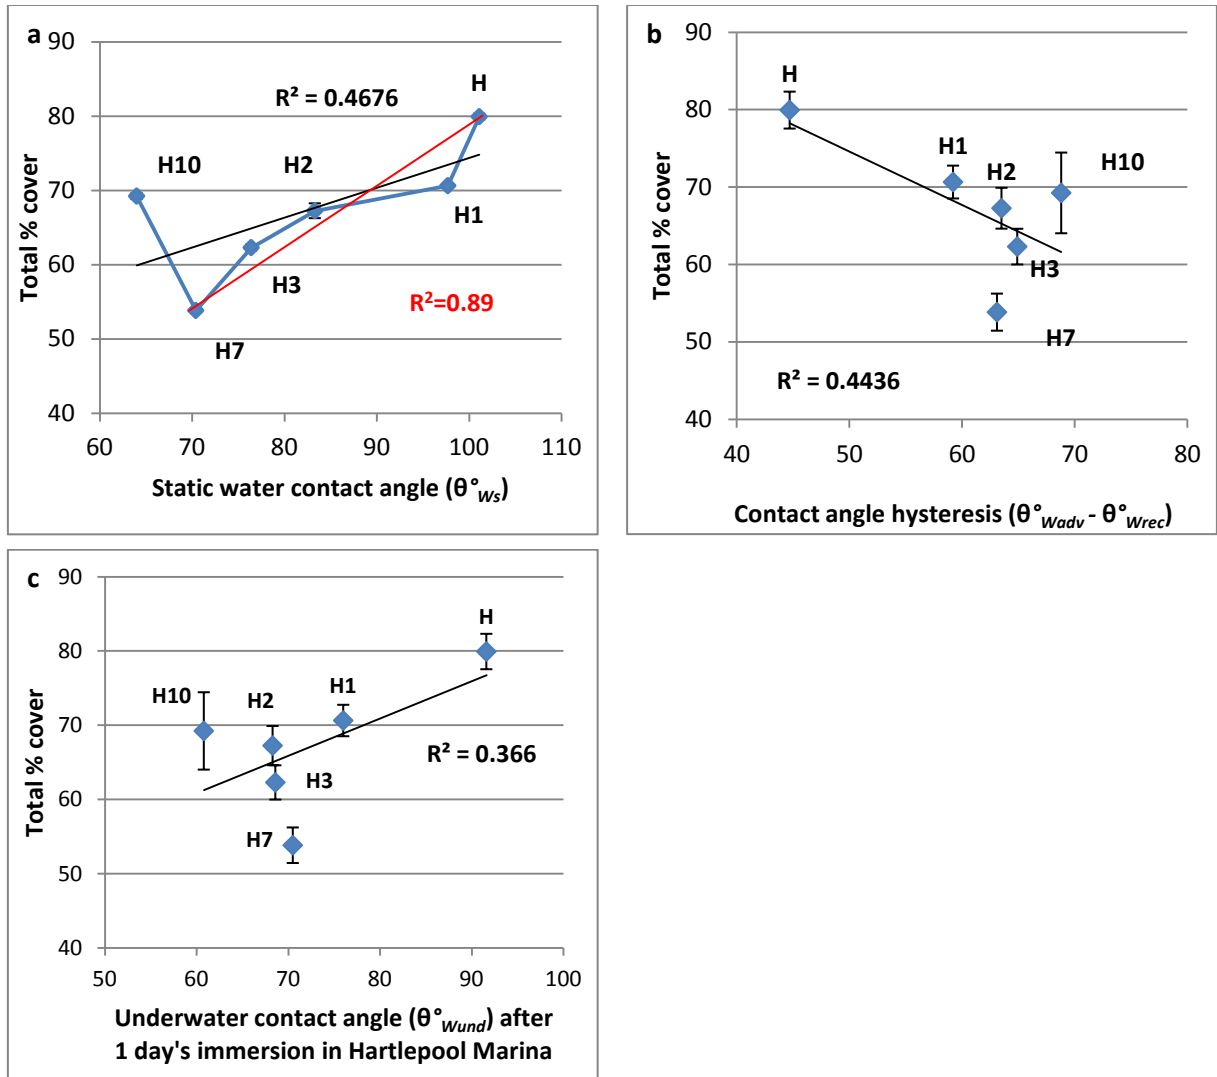 a
90
80
70
60
50
40
Total % cover
R² = 0.4676
H
H10
H2
H1
H3
R²=0.89
H7
60 70 80 90 100 110
Static water contact angle (θ°Ws)
b
90
80
70
60
50
40
Total % cover
H
H1
H2
H10
H3
H7
R² = 0.4436
40 50 60 70 80
Contact angle hysteresis (θ°Wadv - θ°Wrec)
c
90
80
70
60
50
40
Total % cover
H
H10
H2
H1
R² = 0.366
H3
H7
50 60 70 80 90 100
Underwater contact angle (θ°Wund) after
1 day's immersion in Hartlepool Marina